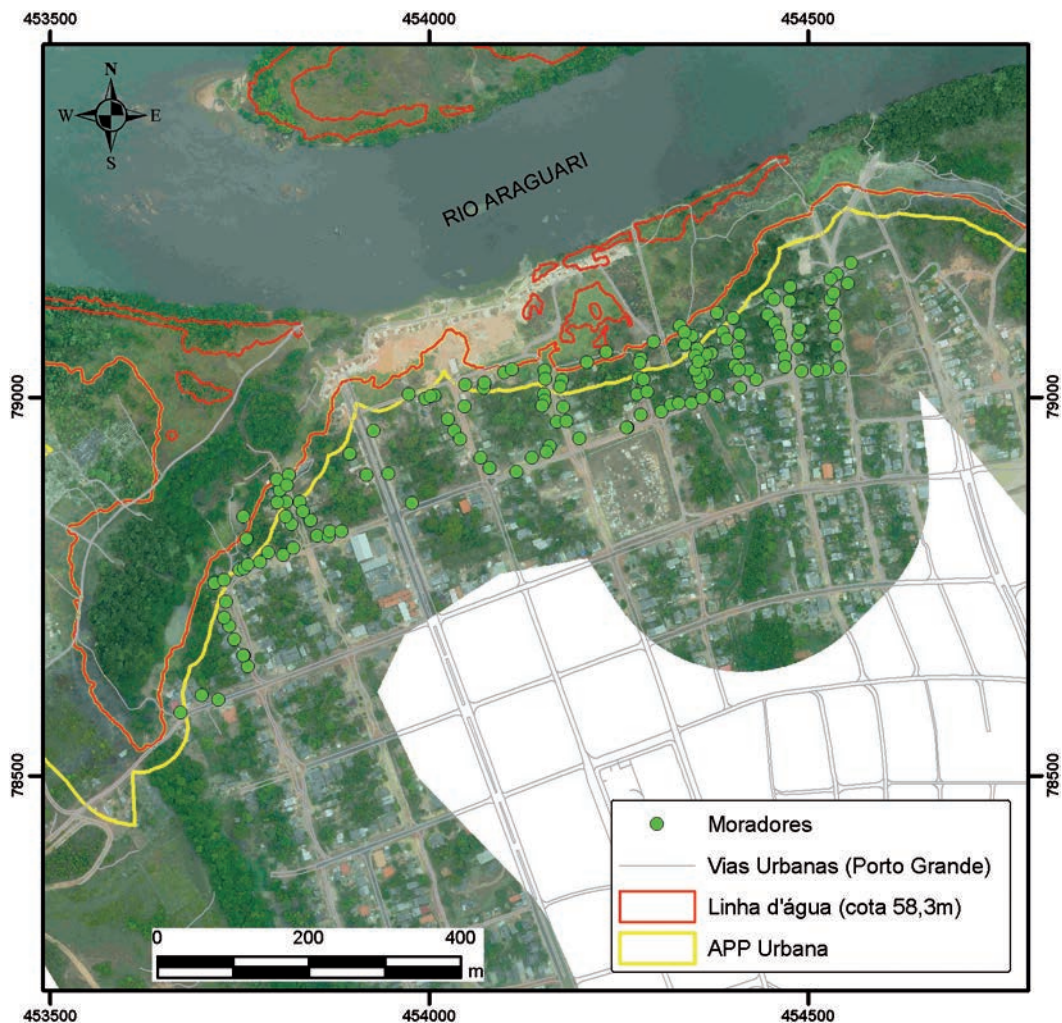 453500 454000 454500
N
W E
S
RIO ARAGUARI
79000 79000
78500 78500
Moradores
Vias Urbanas (Porto Grande)
Linha d'água (cota 58,3m)
APP Urbana
0 200 400
m
453500 454000 454500